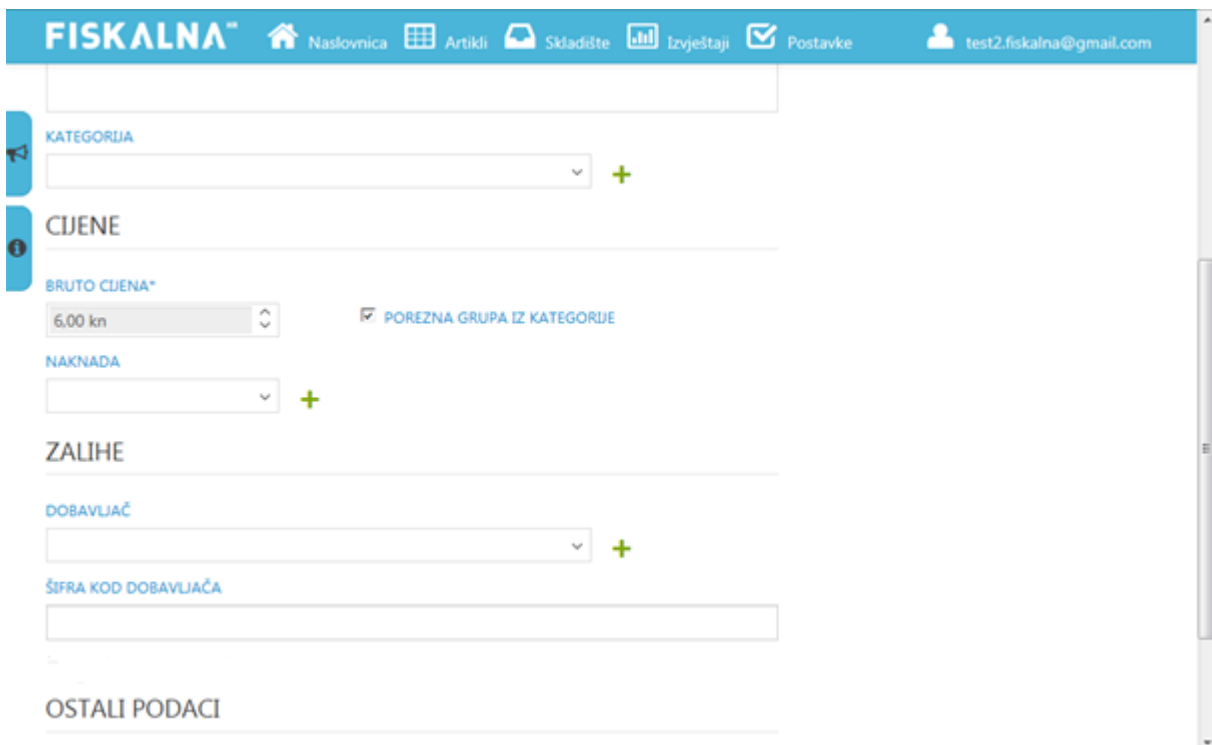 FISKALNA HR Naslovnica Artikli Skladište Izvještaji Postavke test2.fiskalna@gmail.com
KATEGORIJA
CIJENE
BRUTO CIJENA*
6,00 kn POREZNA GRUPA IZ KATEGORIJE
NAKNADA
ZALIHE
DOBAVLJAČ
ŠIFRA KOD DOBAVLJAČA
OSTALI PODACI